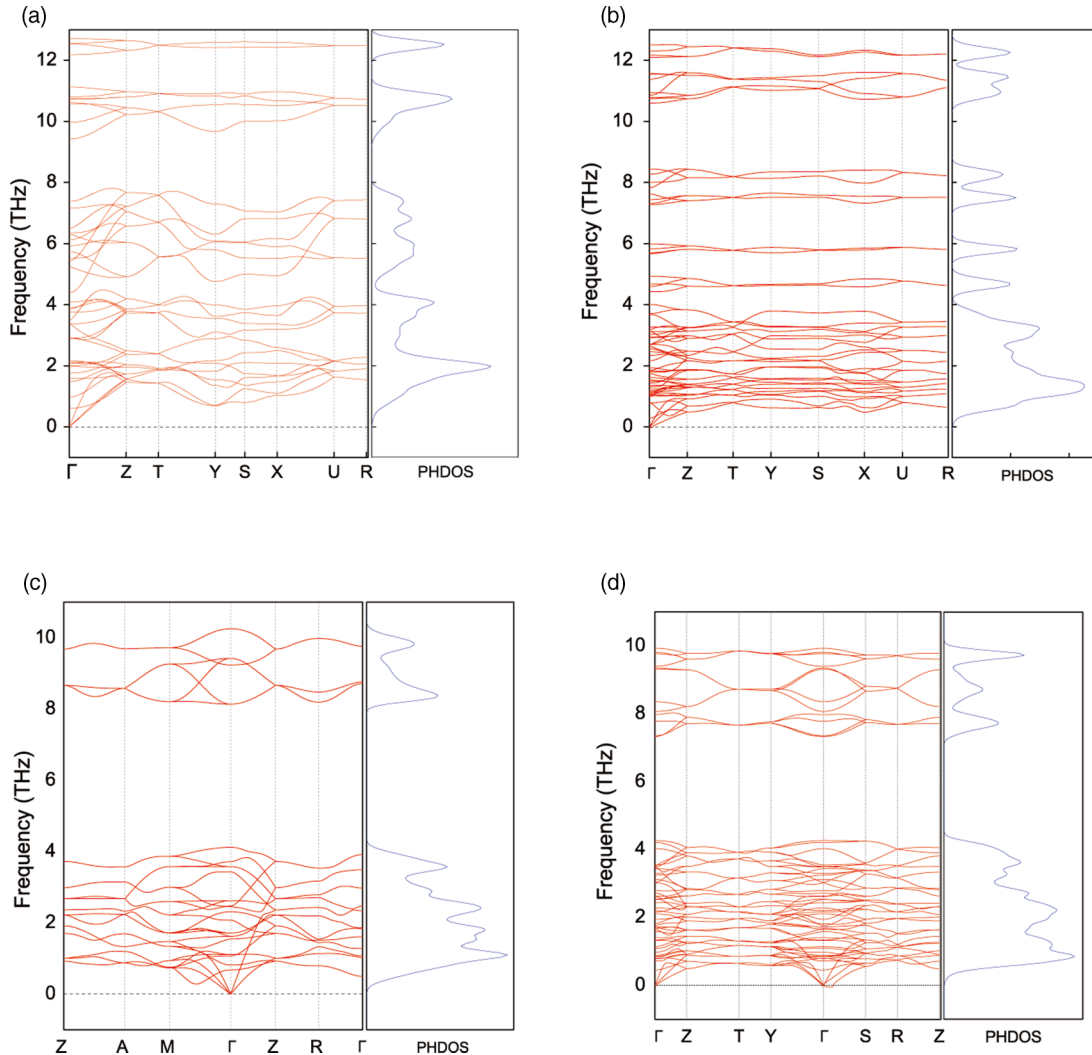 (a)
Frequency (THz)
12
10
8
6
4
2
0
Γ Z T Y S X U R
PHDOS
(b)
Frequency (THz)
12
10
8
6
4
2
0
Γ Z T Y S X U R
PHDOS
(c)
Frequency (THz)
10
8
6
4
2
0
Z A M Γ Z R Γ
PHDOS
(d)
Frequency (THz)
10
8
6
4
2
0
Γ Z T Y Γ S R Z
PHDOS